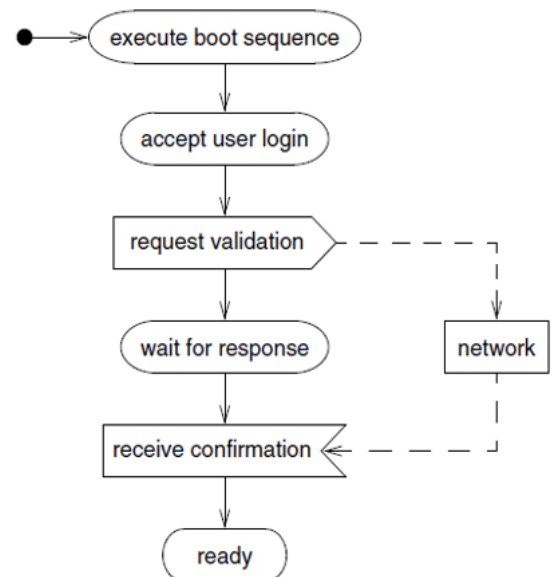 execute boot sequence
accept user login
request validation
wait for response
network
receive confirmation
ready